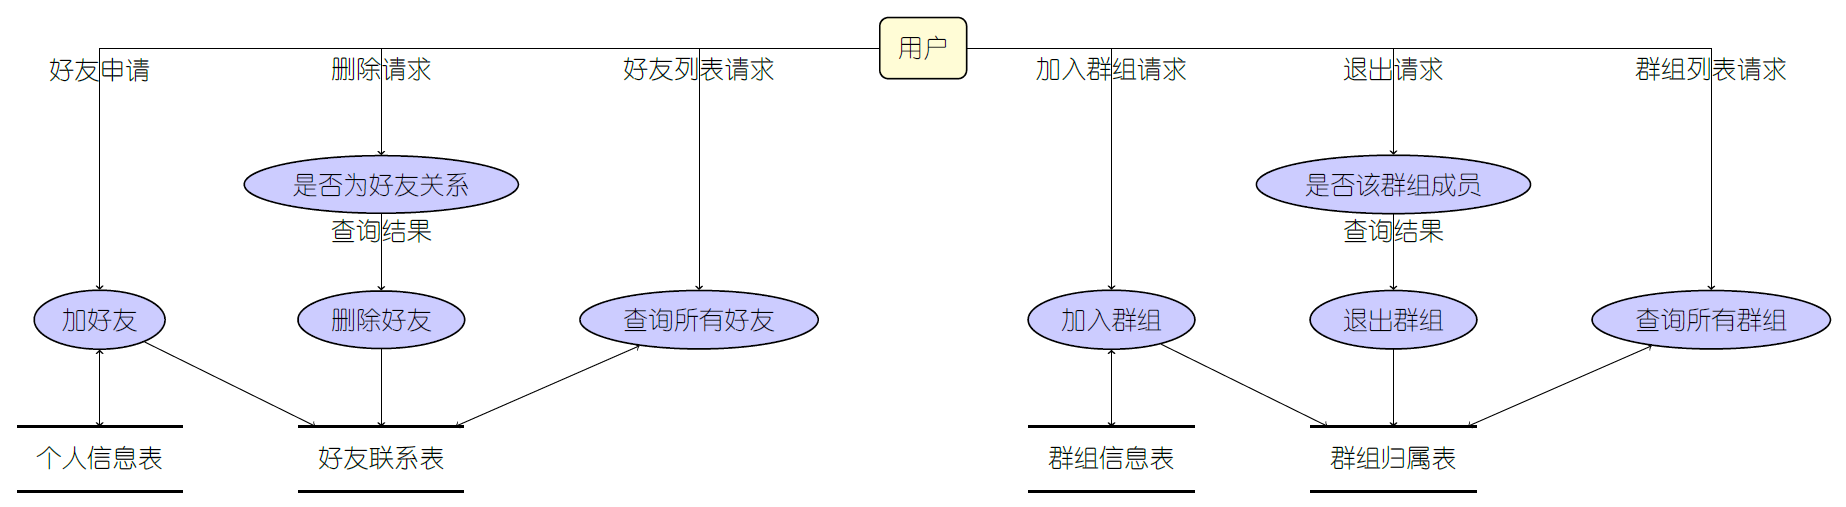 用户
好友申请
删除请求
好友列表请求
加入群组请求
退出请求
群组列表请求
是否为好友关系
是否该群组成员
查询结果
查询结果
加好友
删除好友
查询所有好友
加入群组
退出群组
查询所有群组
个人信息表
好友联系表
群组信息表
群组归属表